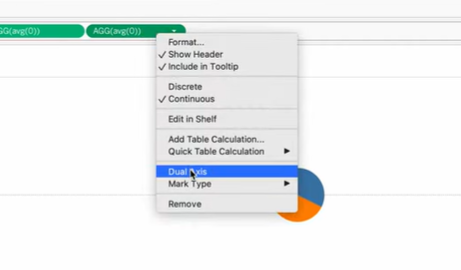 GG(avg(0))
AGG(avg(0))
Format...
✓ Show Header
✓ Include in Tooltip
Discrete
✓ Continuous
Edit in Shelf
Add Table Calculation...
Quick Table Calculation ▶
Dual Axis
Mark Type ▶
Remove